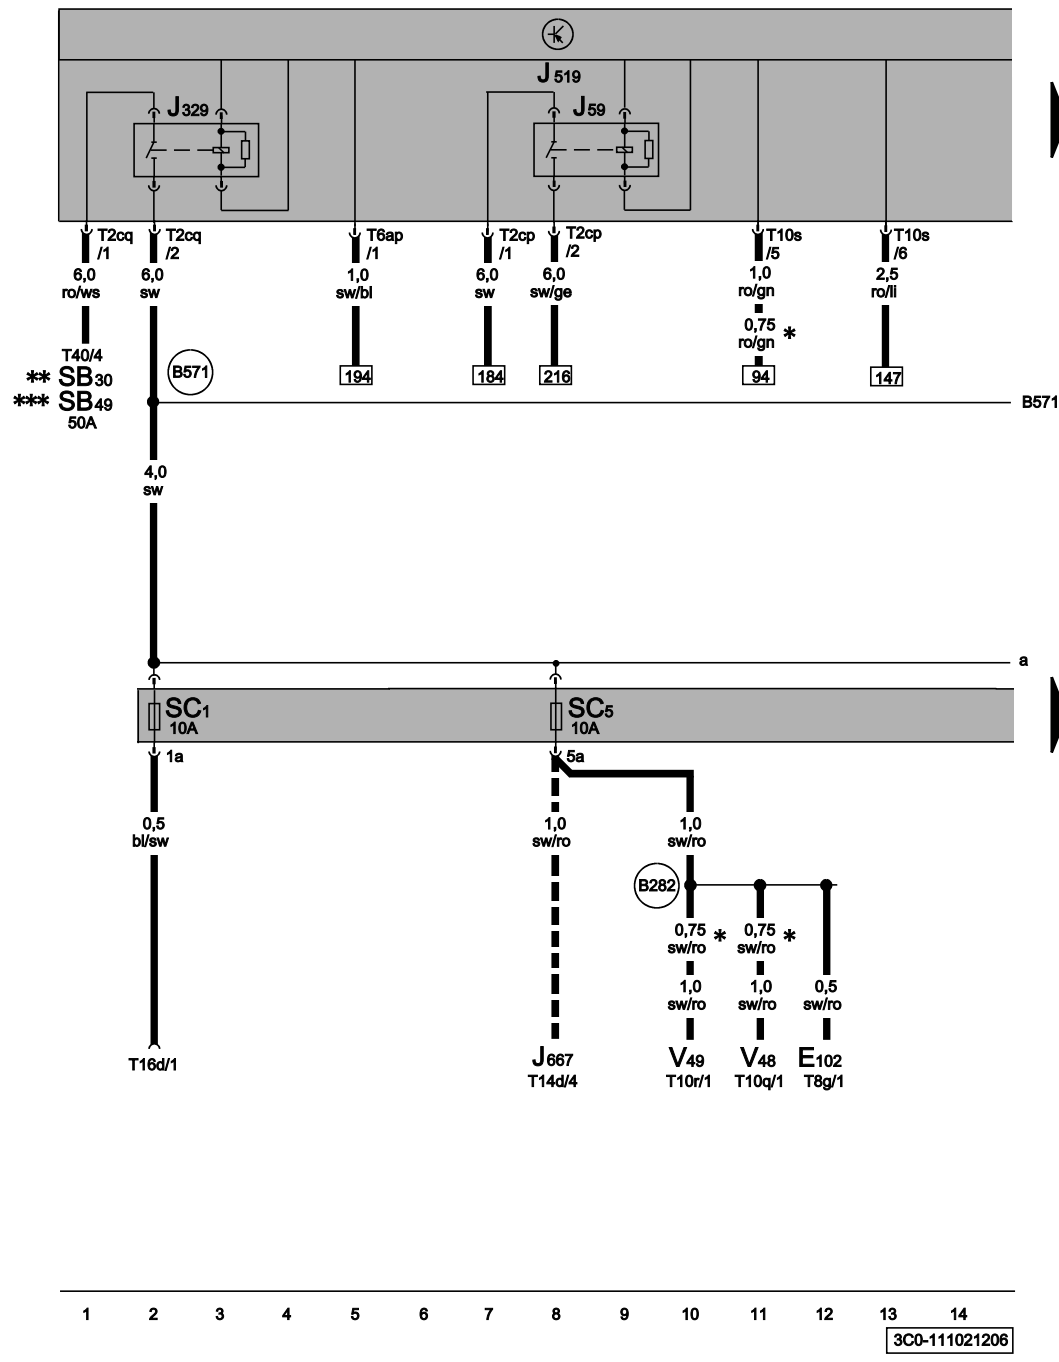 J519
J329
J59
T2cq
/1
T2cq
/2
T6ap
/1
T2cp
/1
T2cp
/2
T10s
/5
T10s
/6
6,0
ro/ws
6,0
sw
1,0
sw/bl
6,0
sw
6,0
sw/ge
1,0
ro/gn
2,5
ro/li
0,75
ro/gn
*
T40/4
** SB30
*** SB49
50A
B571
194
184
216
94
147
B571
4,0
sw
a
SC1
10A
SC5
10A
1a
5a
0,5
bl/sw
1,0
sw/ro
1,0
sw/ro
B282
0,75
sw/ro
*
0,75
sw/ro
*
1,0
sw/ro
1,0
sw/ro
0,5
sw/ro
T16d/1
J667
T14d/4
V49
T10r/1
V48
T10q/1
E102
T8g/1
1 2 3 4 5 6 7 8 9 10 11 12 13 14
3C0-111021206